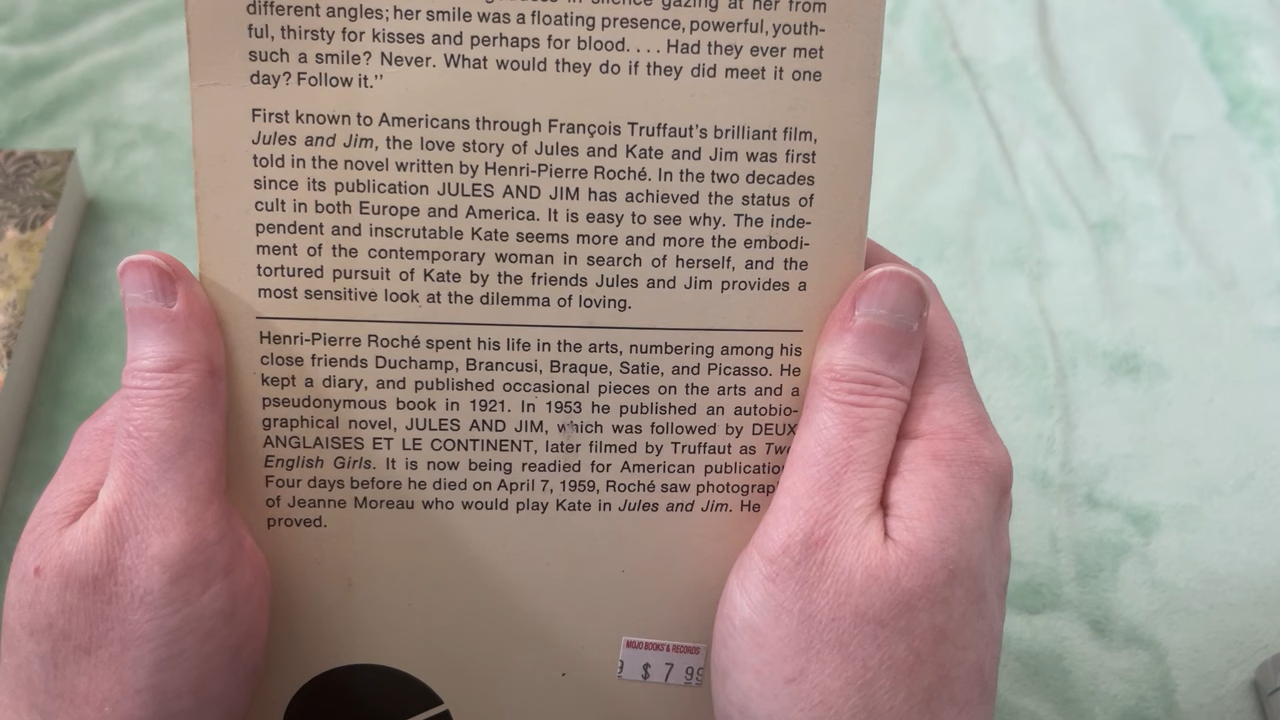 in silence gazing at her from
different angles; her smile was a floating presence, powerful, youth-
ful, thirsty for kisses and perhaps for blood. . . . Had they ever met
such a smile? Never. What would they do if they did meet it one
day? Follow it."
First known to Americans through François Truffaut's brilliant film,
Jules and Jim, the love story of Jules and Kate and Jim was first
told in the novel written by Henri-Pierre Roché. In the two decades
since its publication JULES AND JIM has achieved the status of
cult in both Europe and America. It is easy to see why. The inde-
pendent and inscrutable Kate seems more and more the embodi-
ment of the contemporary woman in search of herself, and the
tortured pursuit of Kate by the friends Jules and Jim provides a
most sensitive look at the dilemma of loving.
Henri-Pierre Roché spent his life in the arts, numbering among his
close friends Duchamp, Brancusi, Braque, Satie, and Picasso. He
kept a diary, and published occasional pieces on the arts and a
pseudonymous book in 1921. In 1953 he published an autobio-
graphical novel, JULES AND JIM, which was followed by DEUX
ANGLAISES ET LE CONTINENT, later filmed by Truffaut as Tw
English Girls. It is now being readied for American publicatio
Four days before he died on April 7, 1959, Roché saw photograp
of Jeanne Moreau who would play Kate in Jules and Jim. He
proved.
MOJO BOOKS & RECORDS
$ 7 99